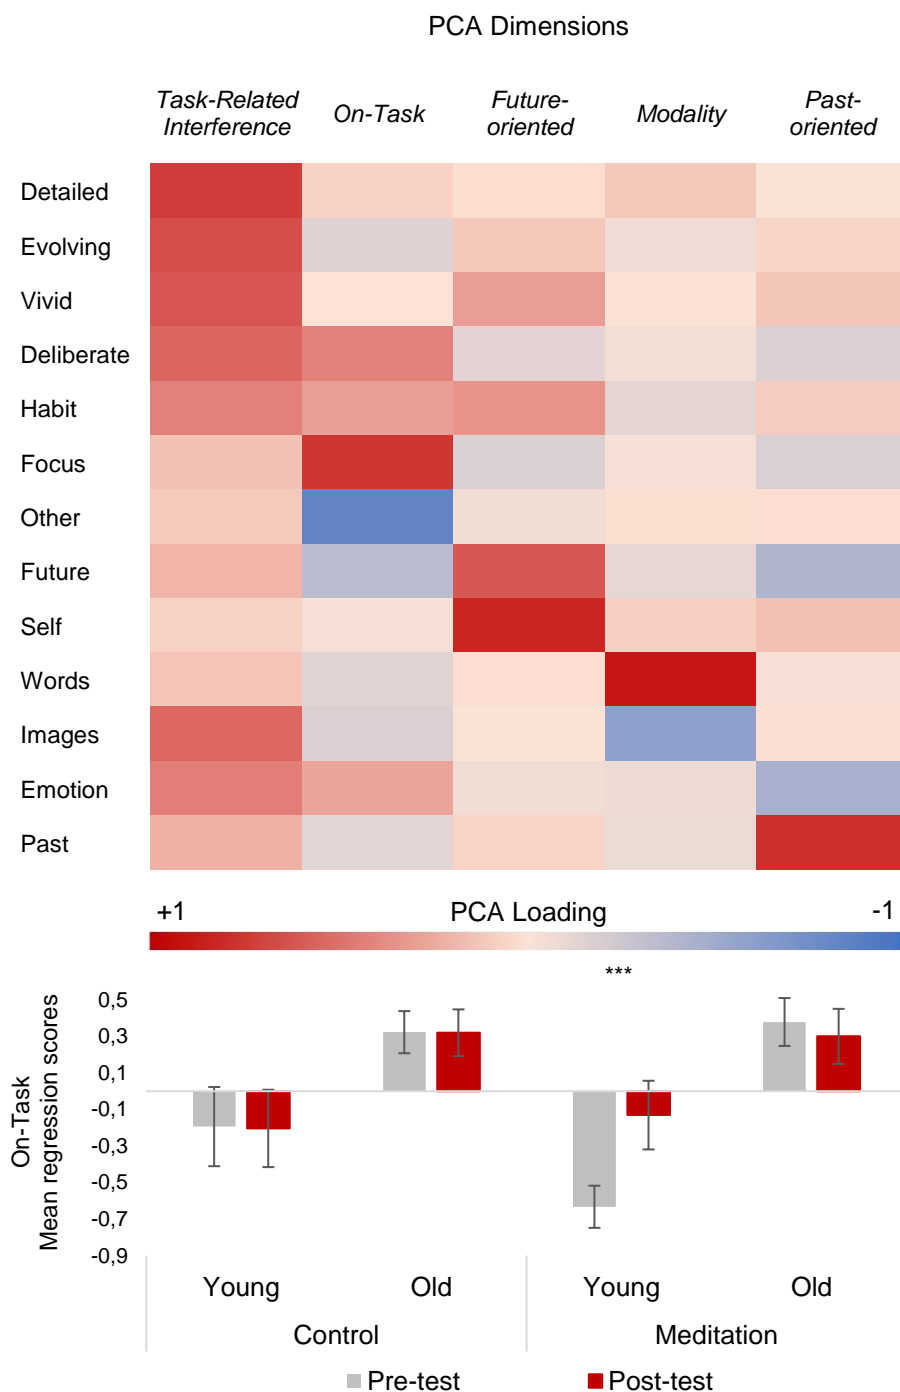 PCA Dimensions
Task-Related Interference
On-Task
Future-oriented
Modality
Past-oriented
Detailed
Evolving
Vivid
Deliberate
Habit
Focus
Other
Future
Self
Words
Images
Emotion
Past
+1 PCA Loading -1
***
On-Task
Mean regression scores
0,5
0,3
0,1
-0,1
-0,3
-0,5
-0,7
-0,9
Young Old Young Old
Control Meditation
Pre-test Post-test